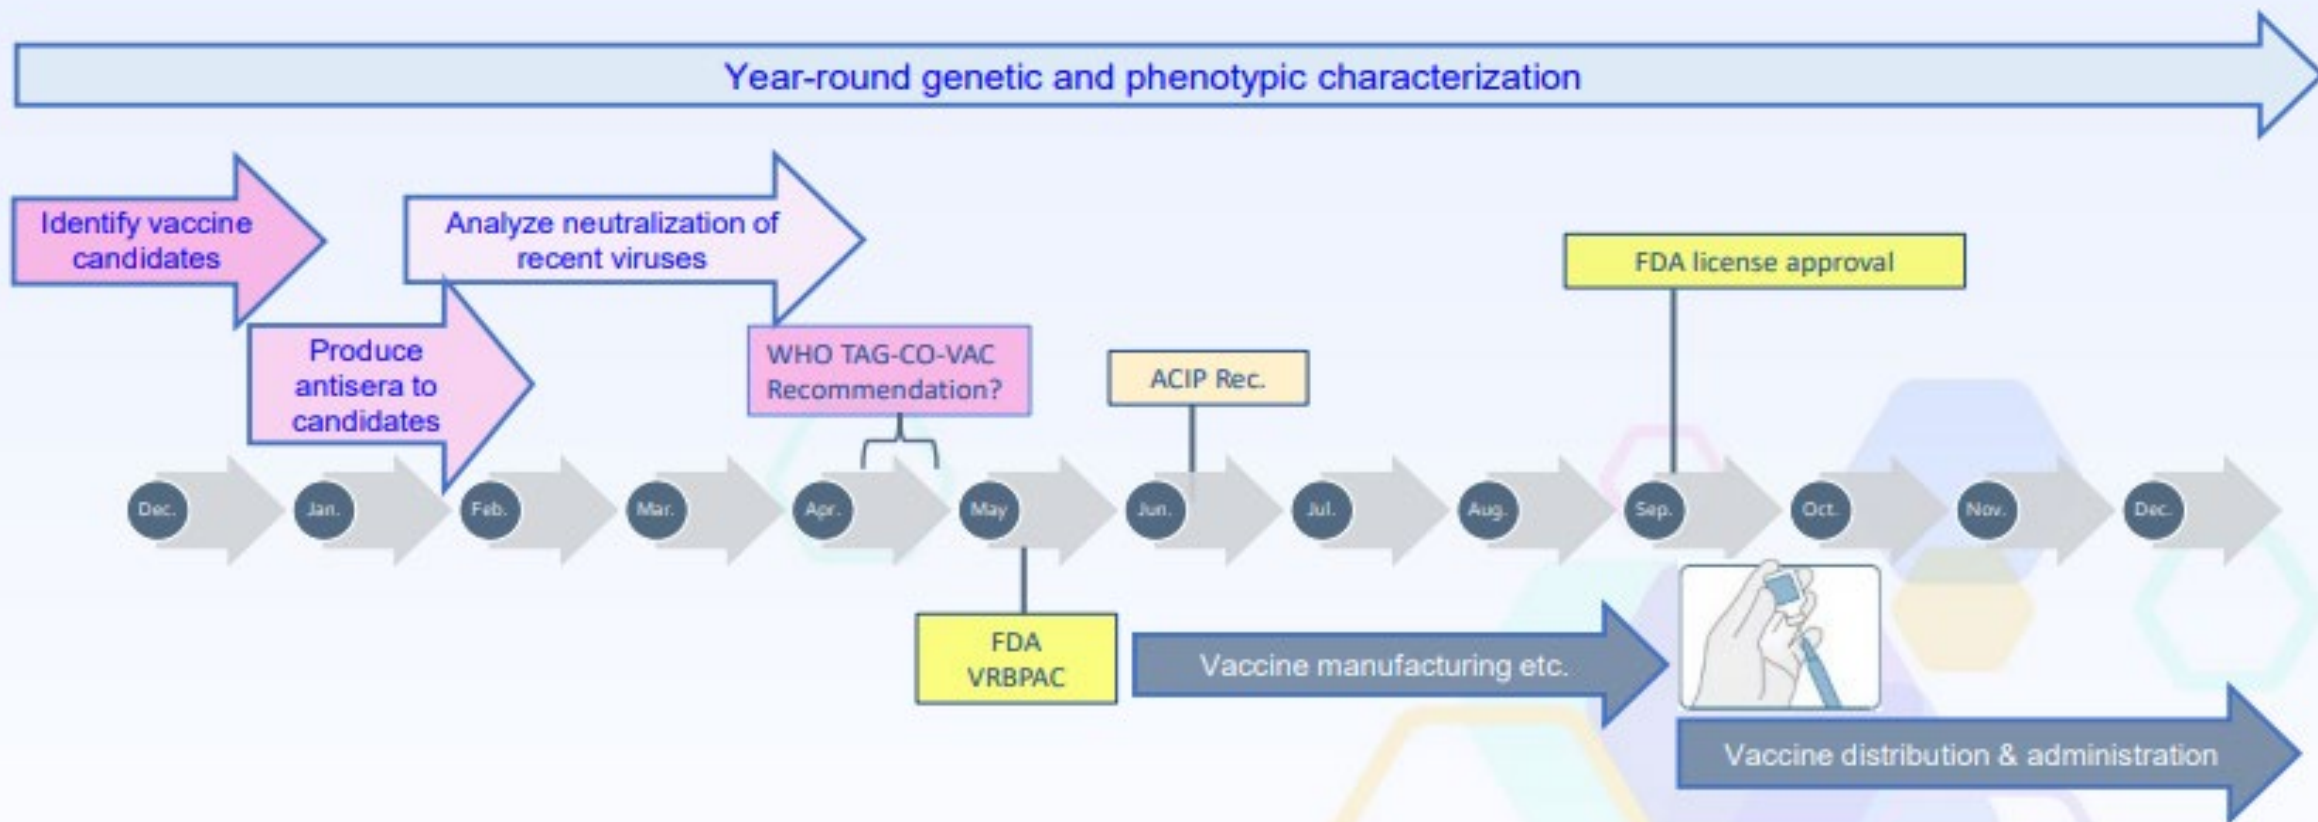 Year-round genetic and phenotypic characterization
Identify vaccine
candidates
Analyze neutralization of
recent viruses
Produce
antisera to
candidates
WHO TAG-CO-VAC
Recommendation?
ACIP Rec.
FDA license approval
Dec.
Jan.
Feb.
Mar.
Apr.
May
Jun.
Jul.
Aug.
Sep.
Oct.
Nov.
Dec.
FDA
VRBPAC
Vaccine manufacturing etc.
Vaccine distribution & administration